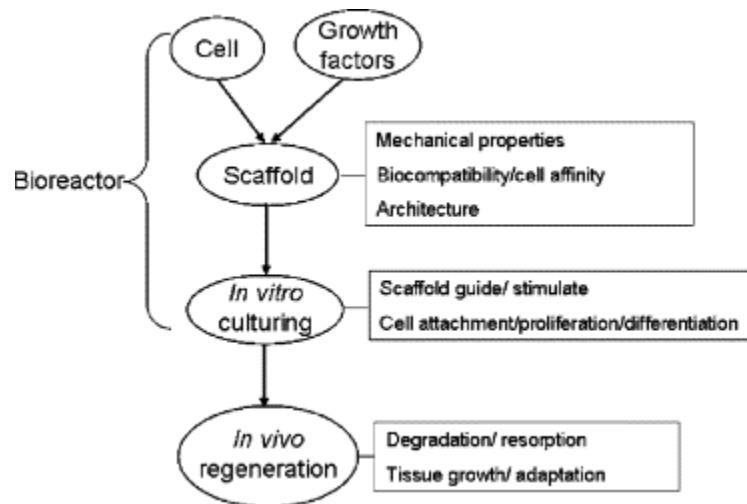 Cell
Growth
factors
Bioreactor
Scaffold
Mechanical properties
Biocompatibility/cell affinity
Architecture
In vitro
culturing
Scaffold guide/ stimulate
Cell attachment/proliferation/differentiation
In vivo
regeneration
Degradation/ resorption
Tissue growth/ adaptation